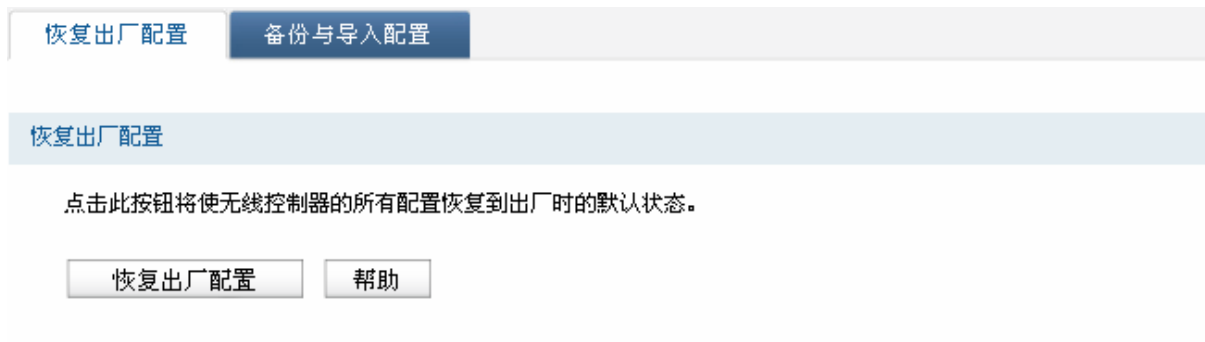 恢复出厂配置 备份与导入配置
恢复出厂配置
点击此按钮将使无线控制器的所有配置恢复到出厂时的默认状态。
恢复出厂配置 帮助